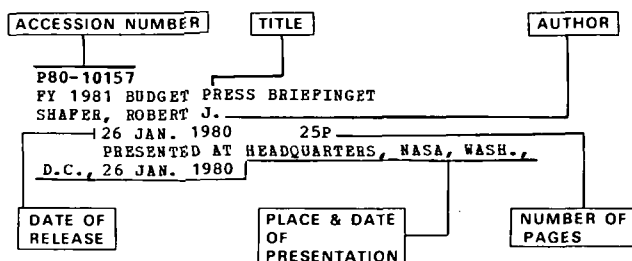 ACCESSION NUMBER
TITLE
AUTHOR
P80-10157
FY 1981 BUDGET PRESS BRIEFINGET
SHAFER, ROBERT J.
26 JAN. 1980 25P
PRESENTED AT HEADQUARTERS, NASA, WASH.,
D.C., 26 JAN. 1980
DATE OF
RELEASE
PLACE & DATE
OF
PRESENTATION
NUMBER OF
PAGES